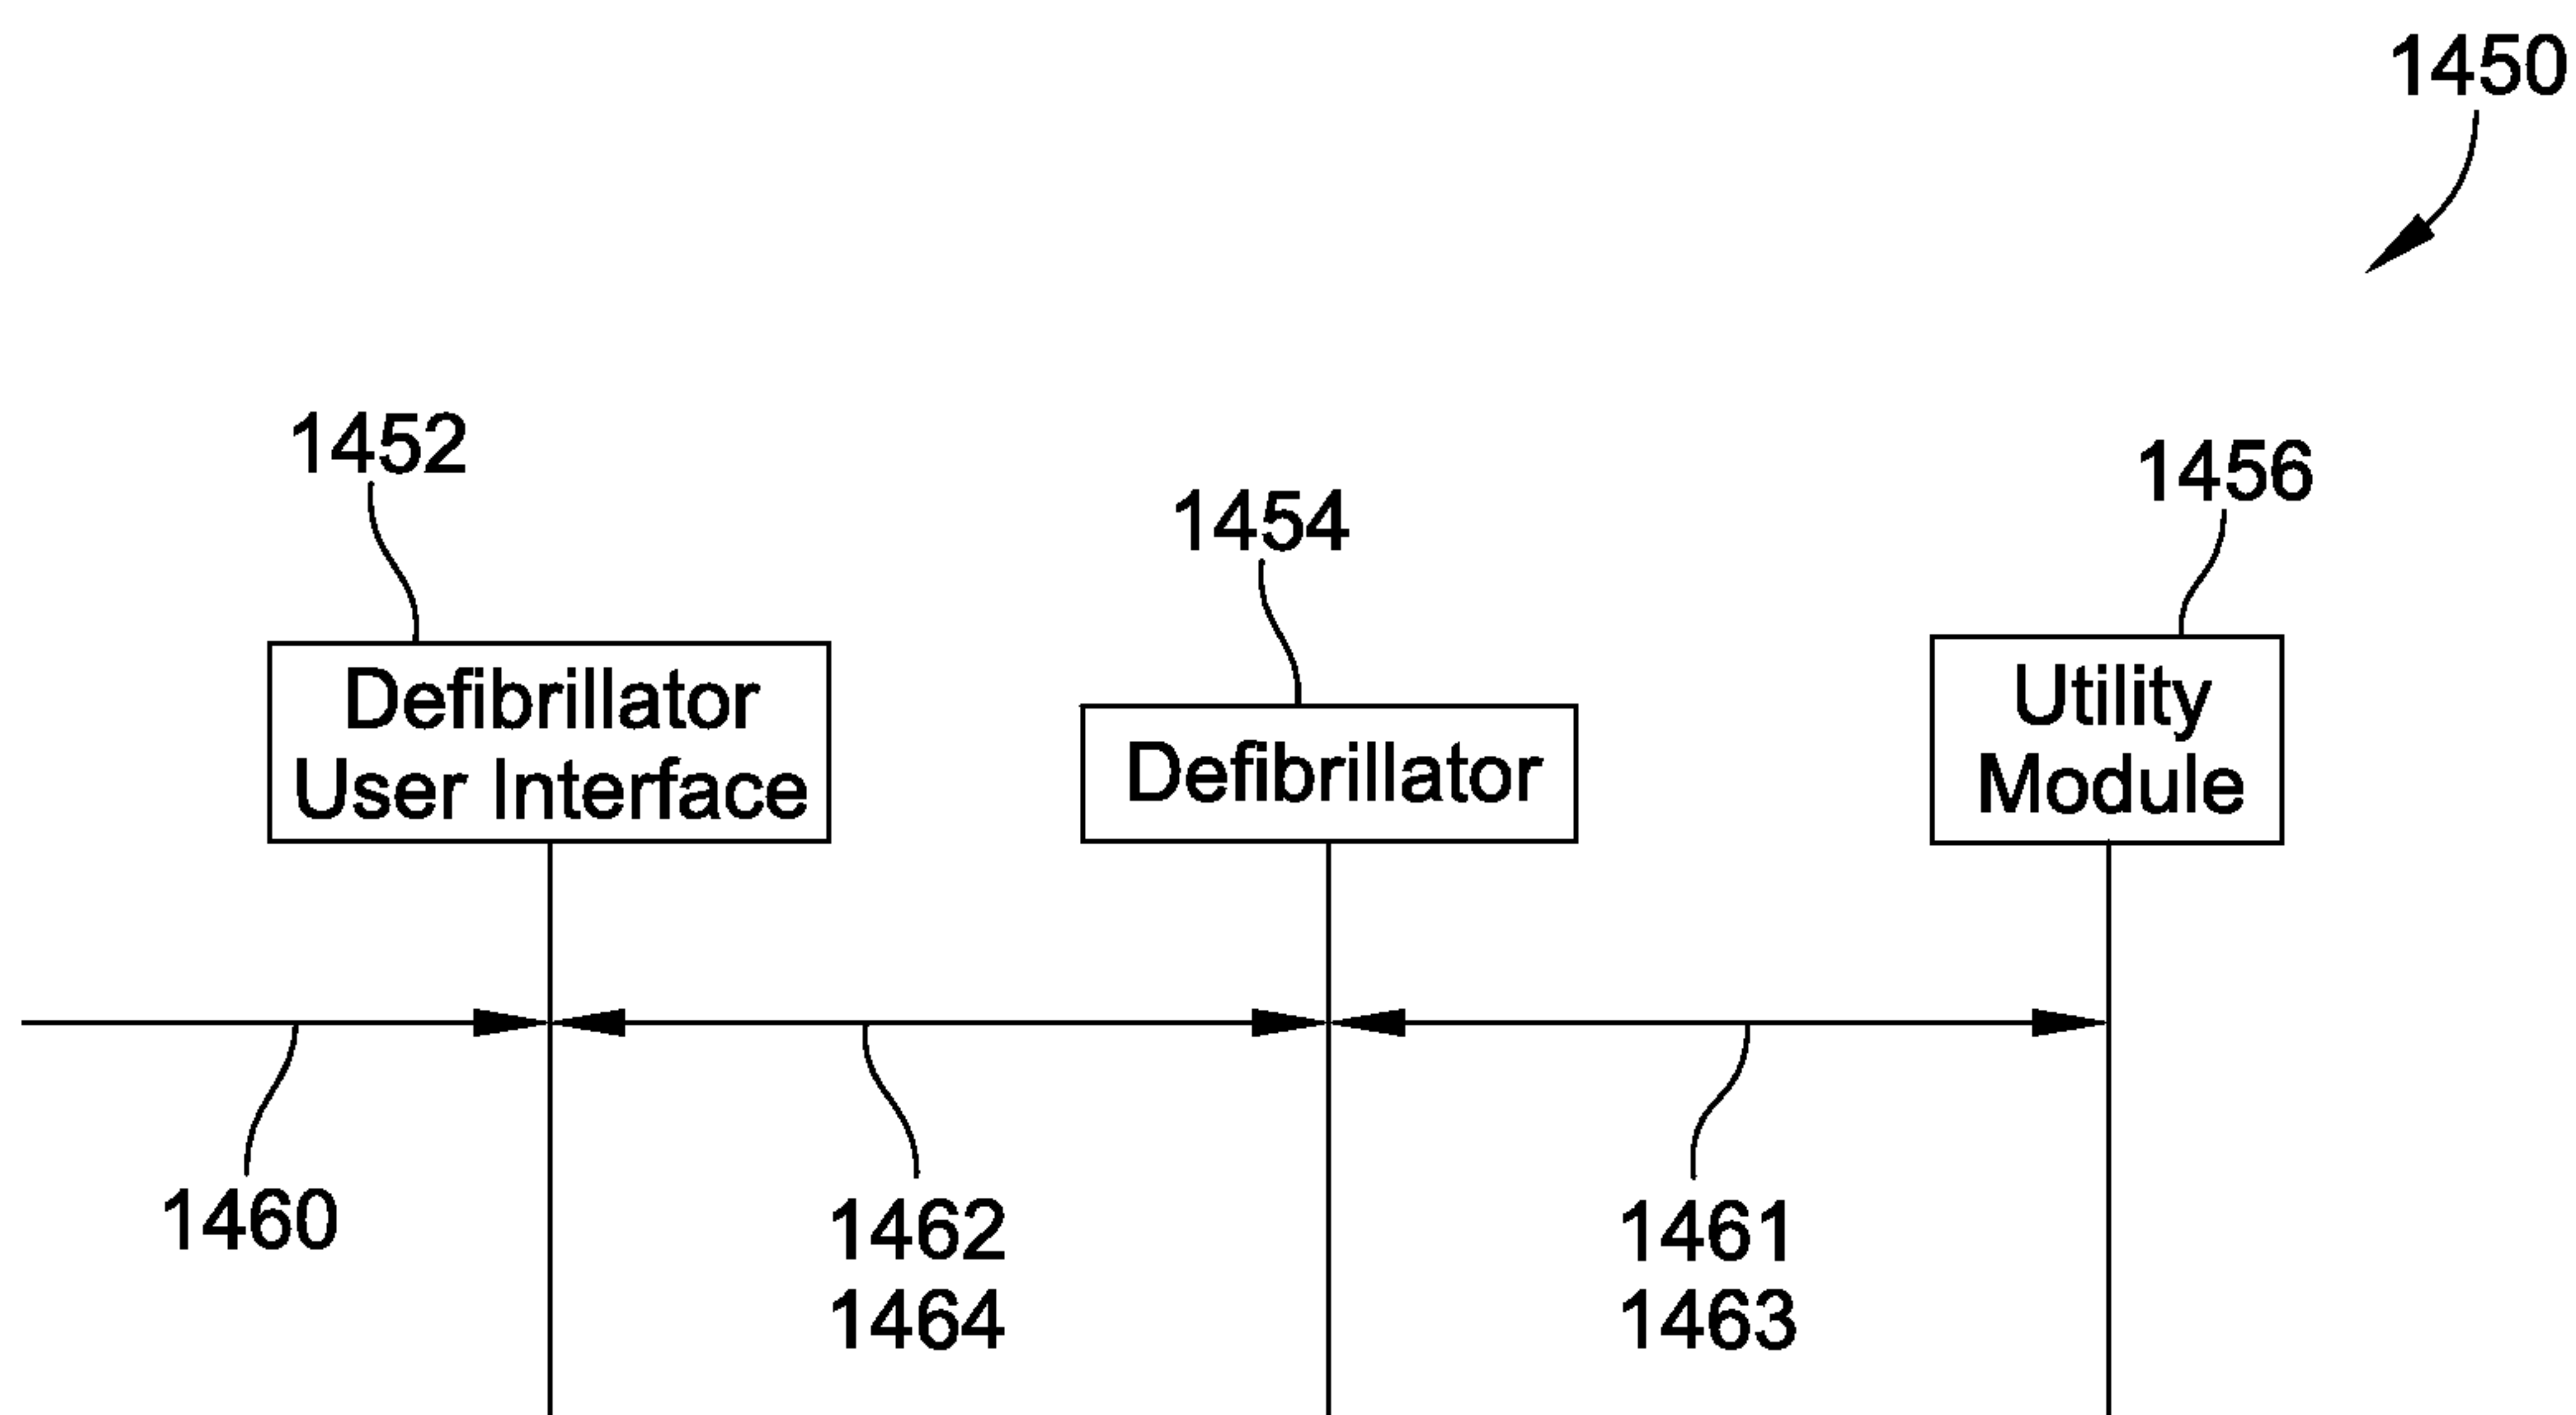 1450
1452
1454
1456
Defibrillator
User Interface
Defibrillator
Utility
Module
1460
1462
1464
1461
1463